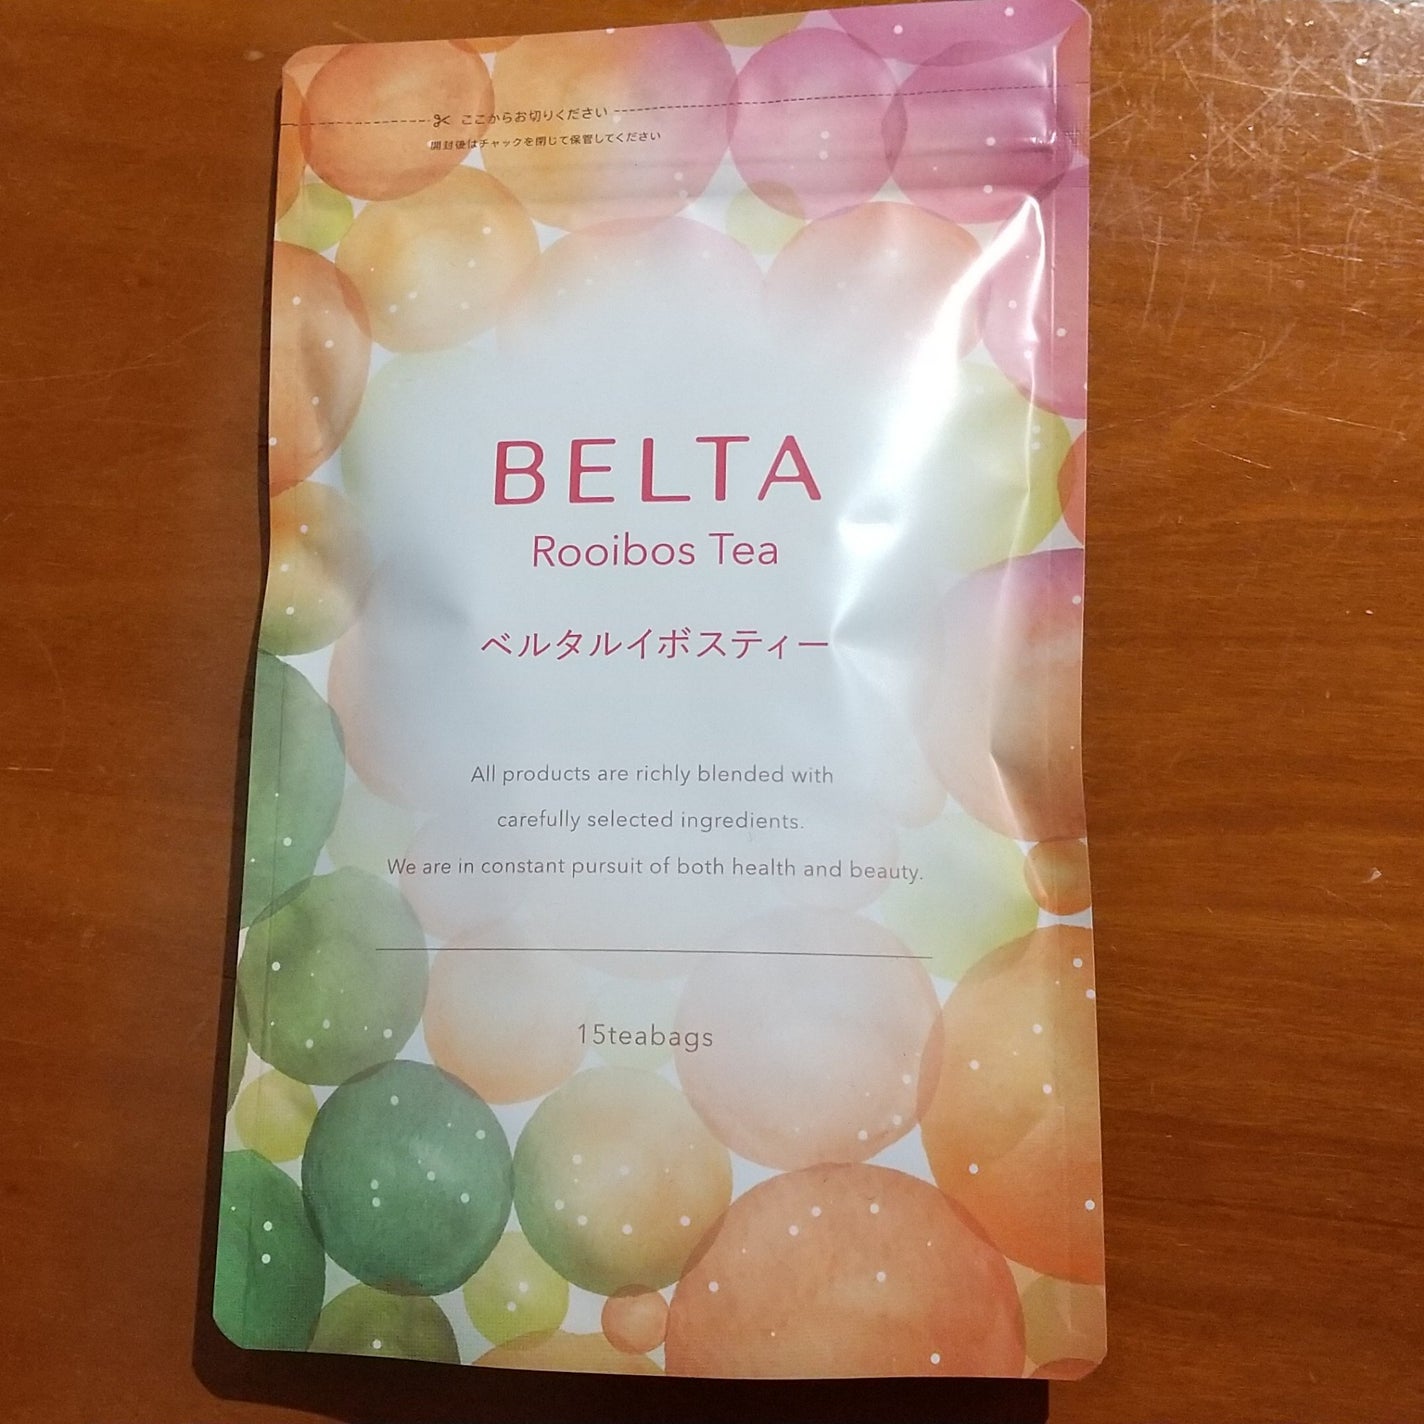 ここからお切りください
開封後はチャックを閉じて保管してください
BELTA
Rooibos Tea
ベルタルイボスティー
All products are richly blended with
carefully selected ingredients.
We are in constant pursuit of both health and beauty.
15teabags